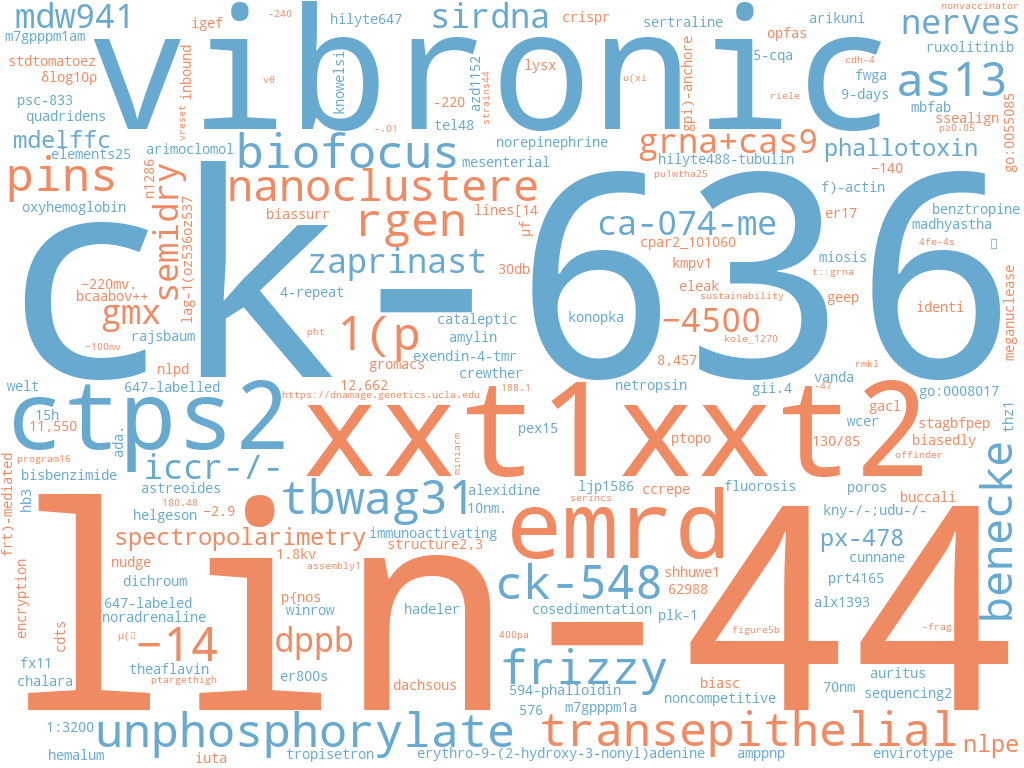 mdw941
igef
−240
hilyte647
sirdna
crispr
sertraline
arikuni
nonvaccinator
nerves
m7gpppm1am
vibronic
opfas
ruxolitinib
stdtomatoez
δlog10ρ
inbound
vθ
knowelsi
lysx
u(xi
gpi)-anchore
5-cqa
cdh-4
fwga
as13
psc-833
quadridens
vreset
−220
azd1152
strains44
riele
9-days
mbfab
ssealign
p≥0.05
go:0055085
mdelffc
elements25
arimoclomol
−.01
tel48
norepinephrine
grna+cas9
phallotoxin
biofocus
mesenterial
hilyte488-tubulin
−140
pins
n1286
semidry
nanoclustere
pu1wtha25
f)-actin
oxyhemoglobin
lag-1(oz536oz537
biassurr
rgen
lines[14
μf
ca-074-me
er17
benztropine
madhyastha
cpar2_101060
4fe-4s
zaprinast
30db
kmpv1
miosis
t::grna
meganuclease
ck-636
−220mv.
bcaabov++
4-repeat
eleak
sustainability
geep
identi
gmx
rajsbaum
pht
1(p
cataleptic
amylin
konopka
−4500
kole_1270
−100mv
exendin-4-tmr
gromacs
crewther
8,457
rmkl
nlpd
welt
647-labelled
12,662
188.1
netropsin
gii.4
−47
vanda
go:0008017
https://dnamage.genetics.ucla.edu
ctps2
15h
11,550
ada.
xxt1xxt2
pex15
ptopo
130/85
gacl
wcer
stagbfpep
biasedly
thz1
program16
bisbenzimide
iccr-/-
miniarm
offinder
frt)-mediated
hb3
astreoides
180.48
tbwag31
alexidine
ljp1586
serincs
ccrepe
fluorosis
poros
buccali
benecke
helgeson
−2.9
10nm.
emrd
kny-/-;udu-/-
spectropolarimetry
immunoactivating
structure2,3
px-478
cunnane
lin-44
nudge
1.8kv
assembly1
encryption
dichroum
ck-548
shhuwe1
62988
prt4165
647-labeled
noradrenaline
p{nos
winrow
hadeler
cosedimentation
plk-1
alx1393
cdts
−14
dppb
400pa
figure5b
-frag
fx11
chalara
theaflavin
ptargethigh
er800s
dachsous
frizzy
594-phalloidin
576
m7gpppm1a
biasc
noncompetitive
70nm
auritus
sequencing2
1:3200
unphosphorylate
transepithelial
nlpe
hemalum
iuta
tropisetron
erythro-9-(2-hydroxy-3-nonyl)adenine
amppnp
envirotype